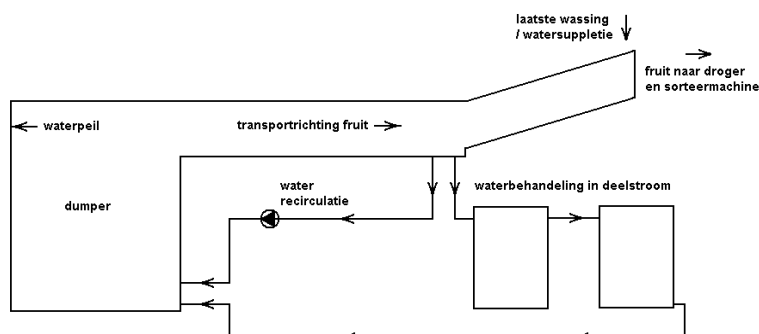 laatste wassing
/ watersuppletie
fruit naar droger
en sorteermachine
waterpeil
transportrichting fruit
water
recirculatie
waterbehandeling in deelstroom
dumper